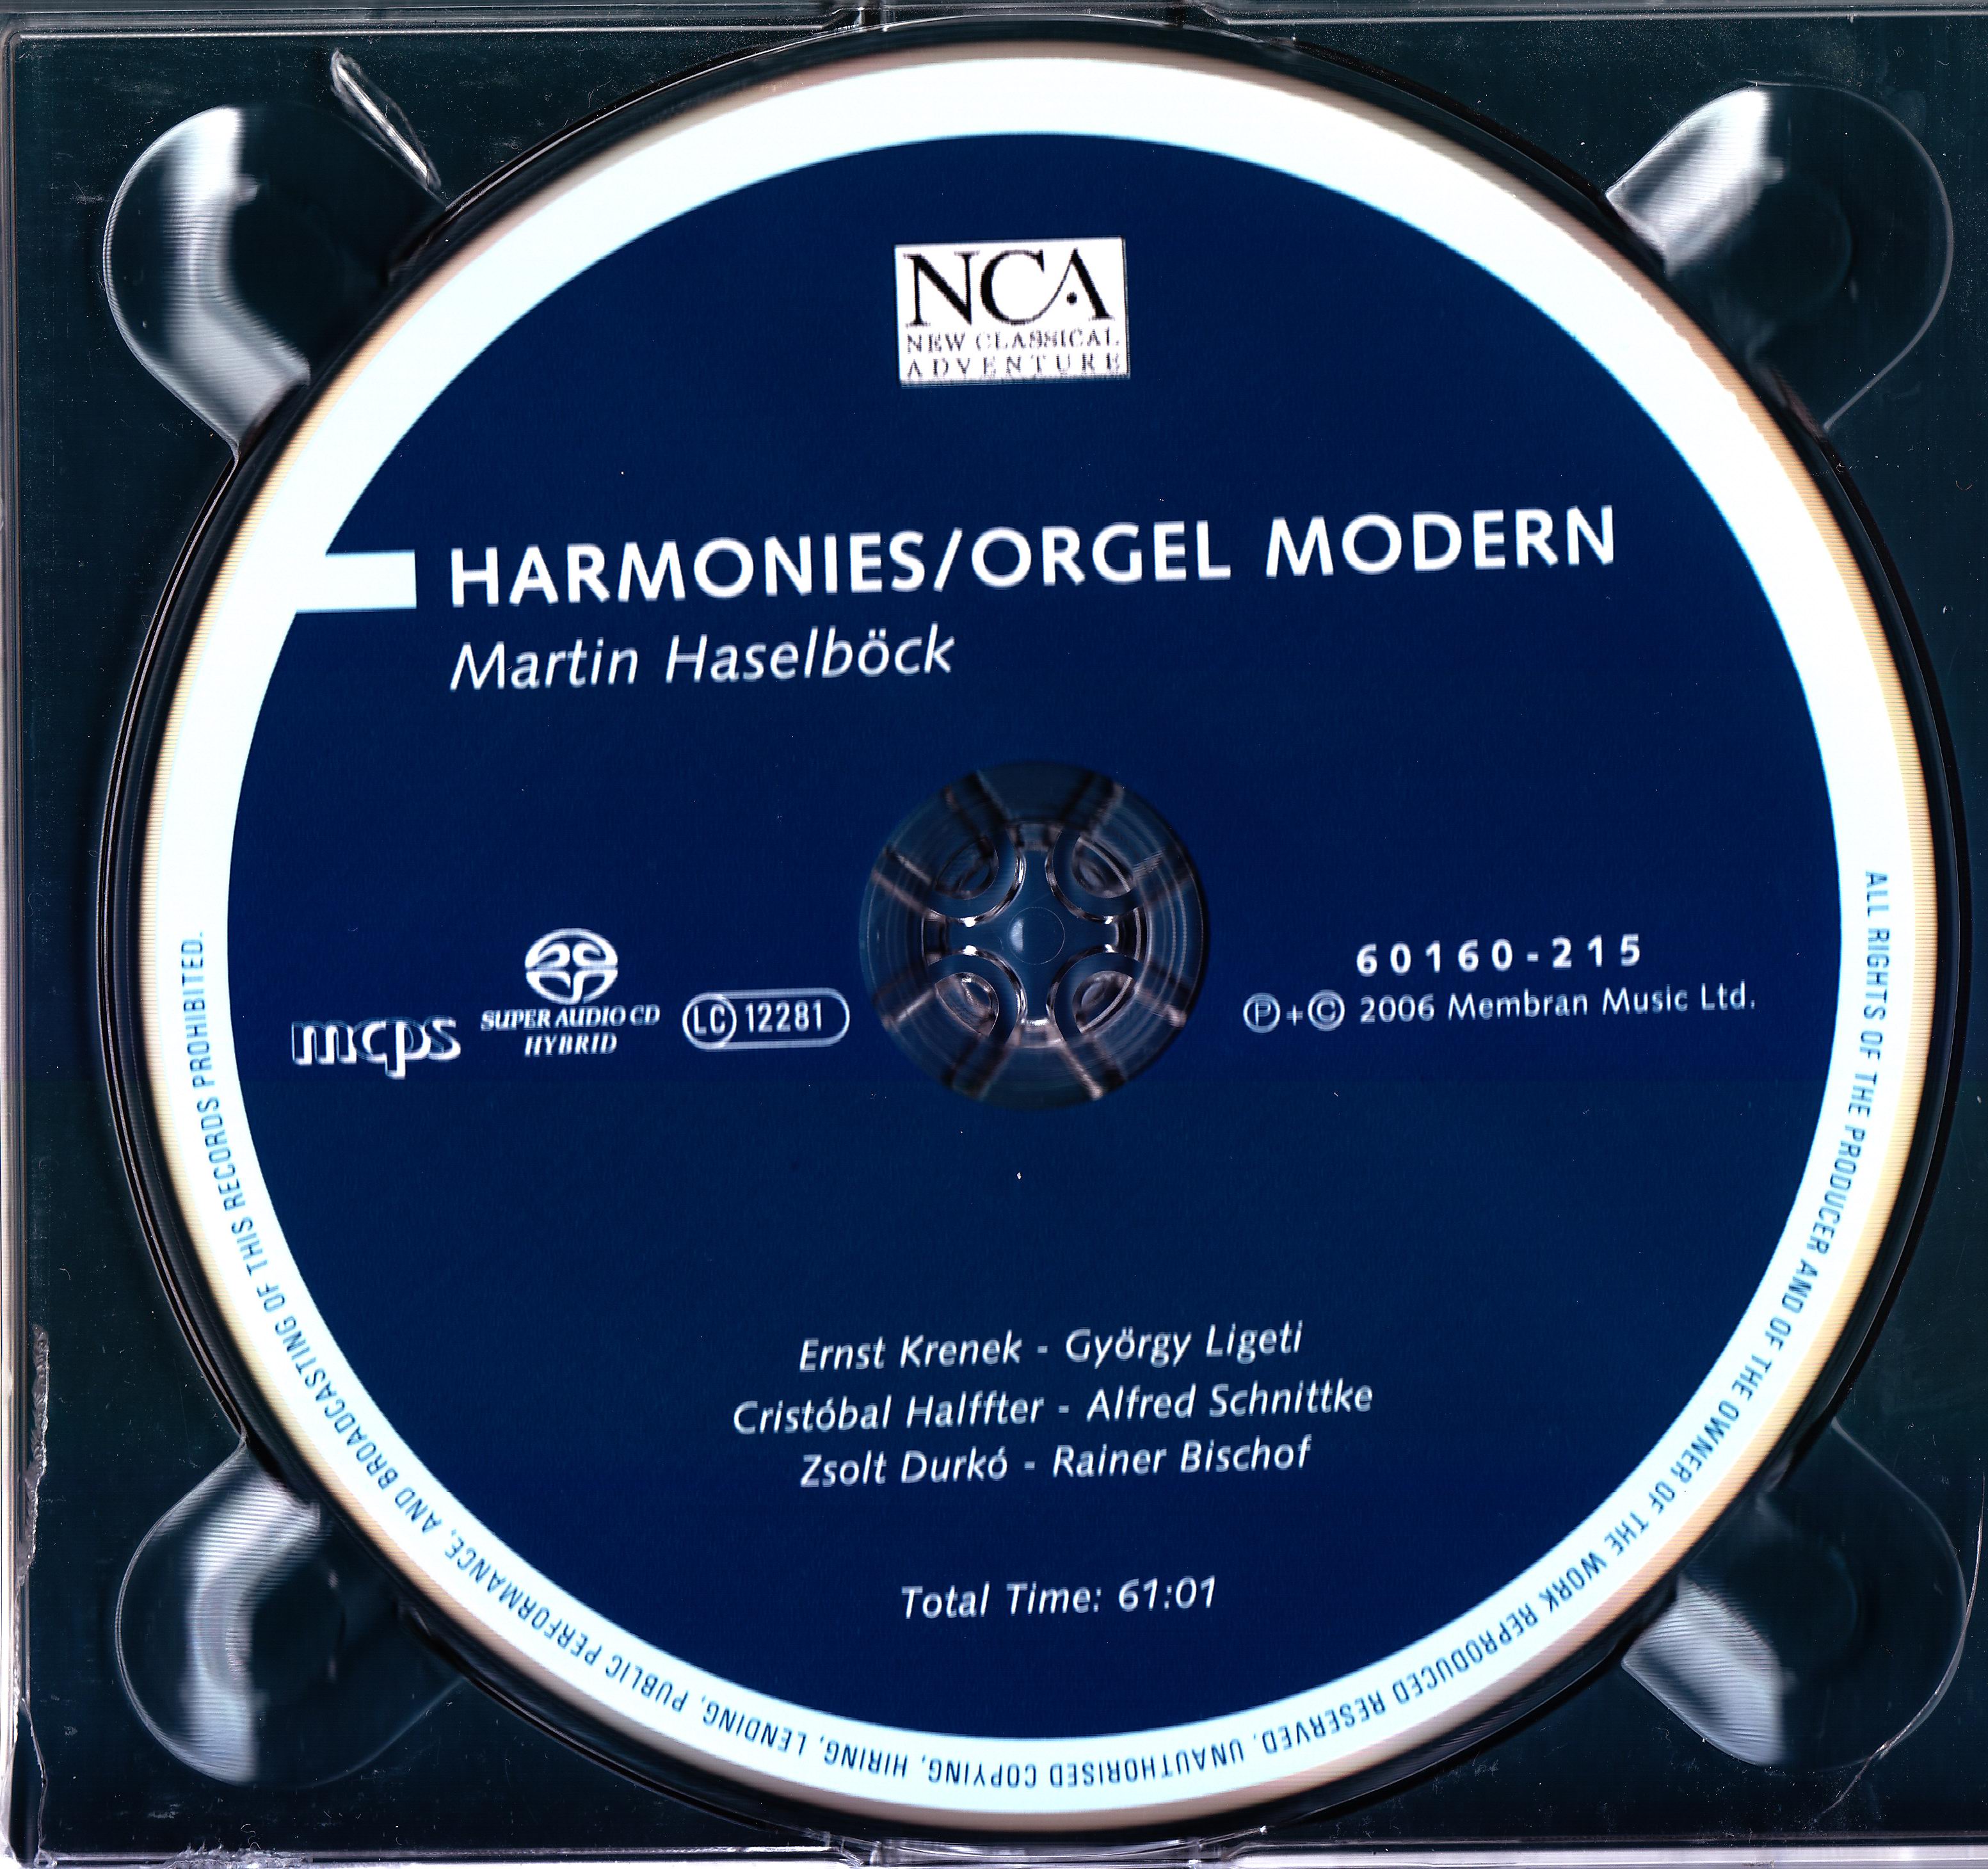 NCA
NEW CLASSICAL
ADVENTURE
HARMONIES/ORGEL MODERN
Martin Haselböck
mcps
SUPER AUDIO CD
HYBRID
LC 12281
60160-215
Ⓟ+© 2006 Membran Music Ltd.
Ernst Krenek - György Ligeti
Cristóbal Halffter - Alfred Schnittke
Zsolt Durkó - Rainer Bischof
Total Time: 61:01
ALL RIGHTS OF THE PRODUCER AND OF THE OWNER OF THE WORK REPRODUCED RESERVED. UNAUTHORISED COPYING, HIRING, LENDING, PUBLIC PERFORMANCE, AND BROADCASTING OF THIS RECORDS PROHIBITED.